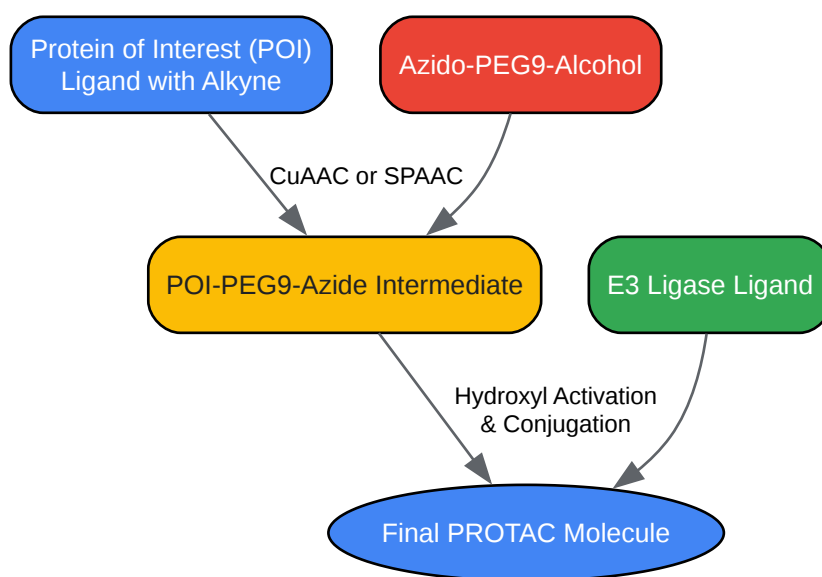 Protein of Interest (POI)
Ligand with Alkyne
Azido-PEG9-Alcohol
CuAAC or SPAAC
POI-PEG9-Azide Intermediate
E3 Ligase Ligand
Hydroxyl Activation
& Conjugation
Final PROTAC Molecule